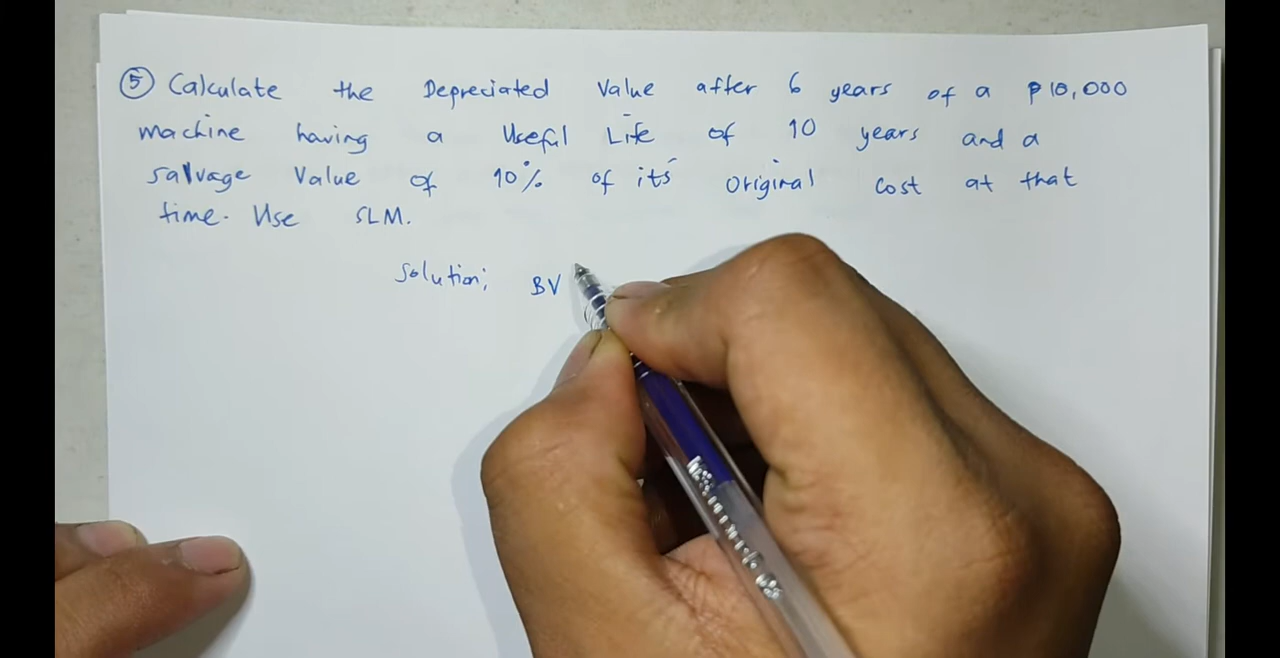 ⑤ Calculate the Depreciated Value after 6 years of a ₱10,000
machine having a Useful Life of 10 years and a
salvage Value of 10% of its original cost at that
time. Use SLM.
Solution; BV